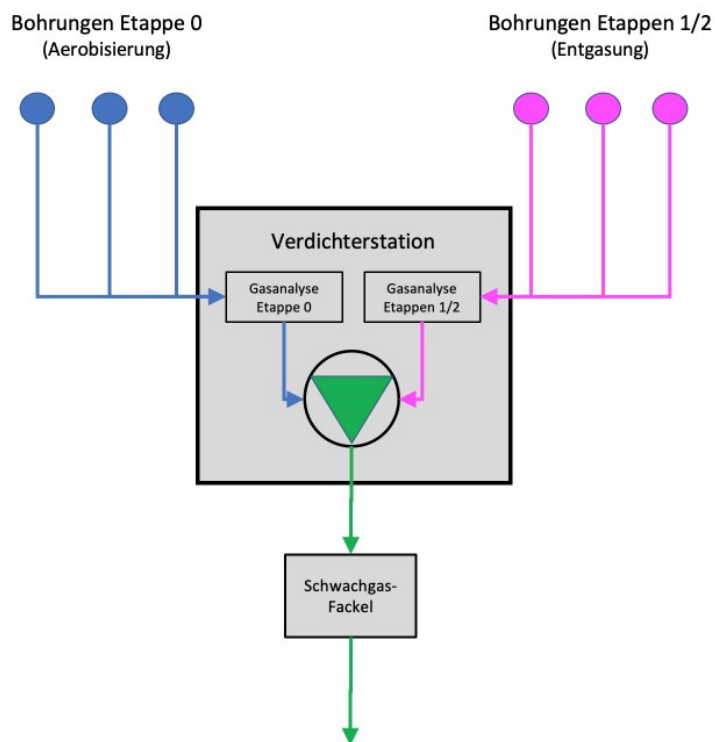 Bohrungen Etappe 0
(Aerobisierung)
Bohrungen Etappen 1/2
(Entgasung)
Verdichterstation
Gasanalyse
Etappe 0
Gasanalyse
Etappen 1/2
Schwachgas-
Fackel